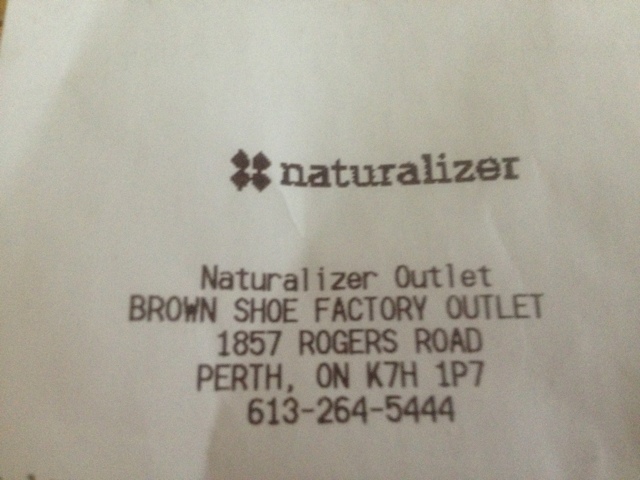 naturalizer
Naturalizer Outlet
BROWN SHOE FACTORY OUTLET
1857 ROGERS ROAD
PERTH, ON K7H 1P7
613-264-5444